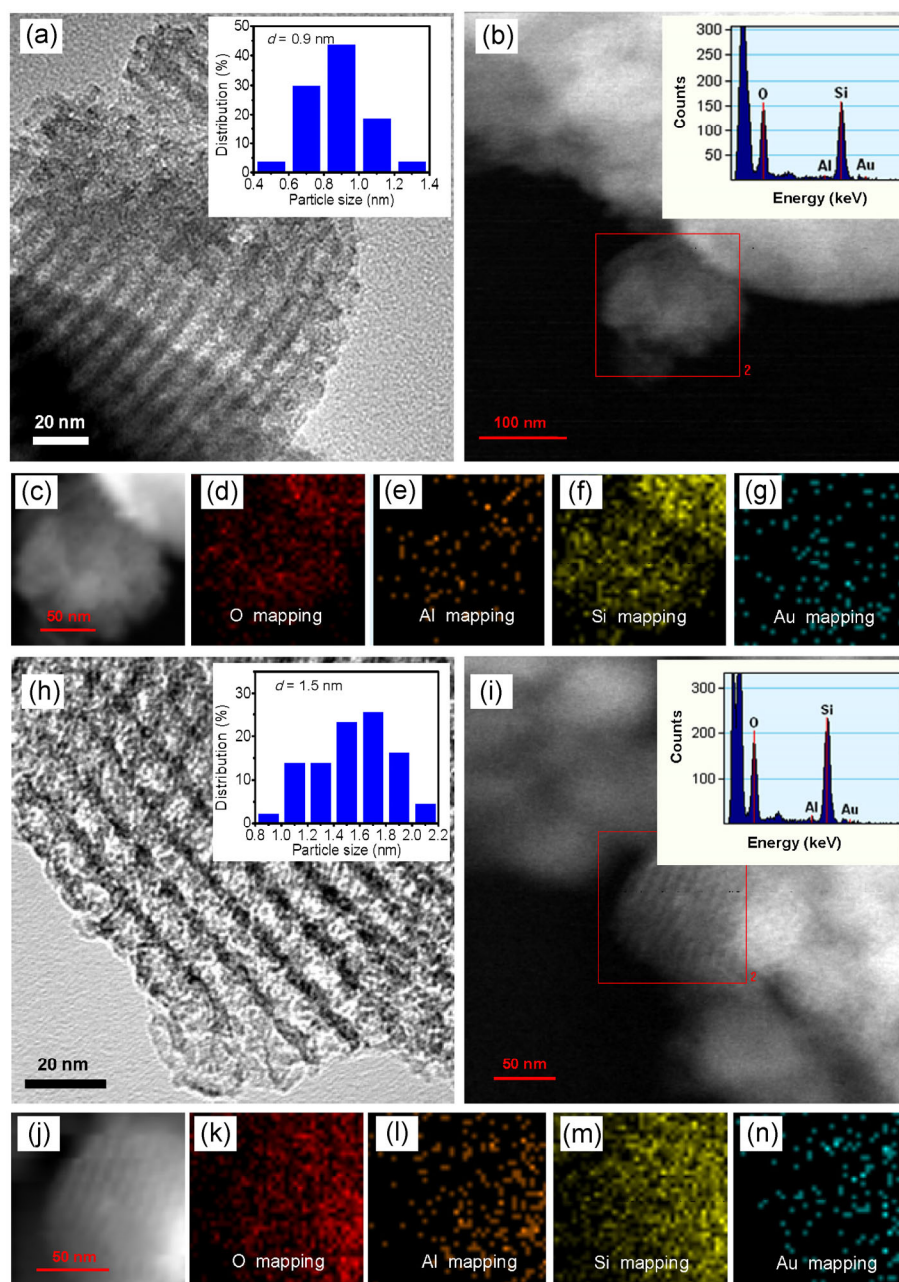 (a)
d = 0.9 nm
Distribution (%)
50
40
30
20
10
0
0.4 0.6 0.8 1.0 1.2 1.4
Particle size (nm)
20 nm
(b)
300
250
200
150
100
50
Counts
O
Si
Al
Au
Energy (keV)
2
100 nm
(c)
50 nm
(d)
O mapping
(e)
Al mapping
(f)
Si mapping
(g)
Au mapping
(h)
d = 1.5 nm
Distribution (%)
30
20
10
0
0.8 1.0 1.2 1.4 1.6 1.8 2.0 2.2
Particle size (nm)
20 nm
(i)
300
200
100
Counts
O
Si
Al
Au
Energy (keV)
2
50 nm
(j)
50 nm
(k)
O mapping
(l)
Al mapping
(m)
Si mapping
(n)
Au mapping